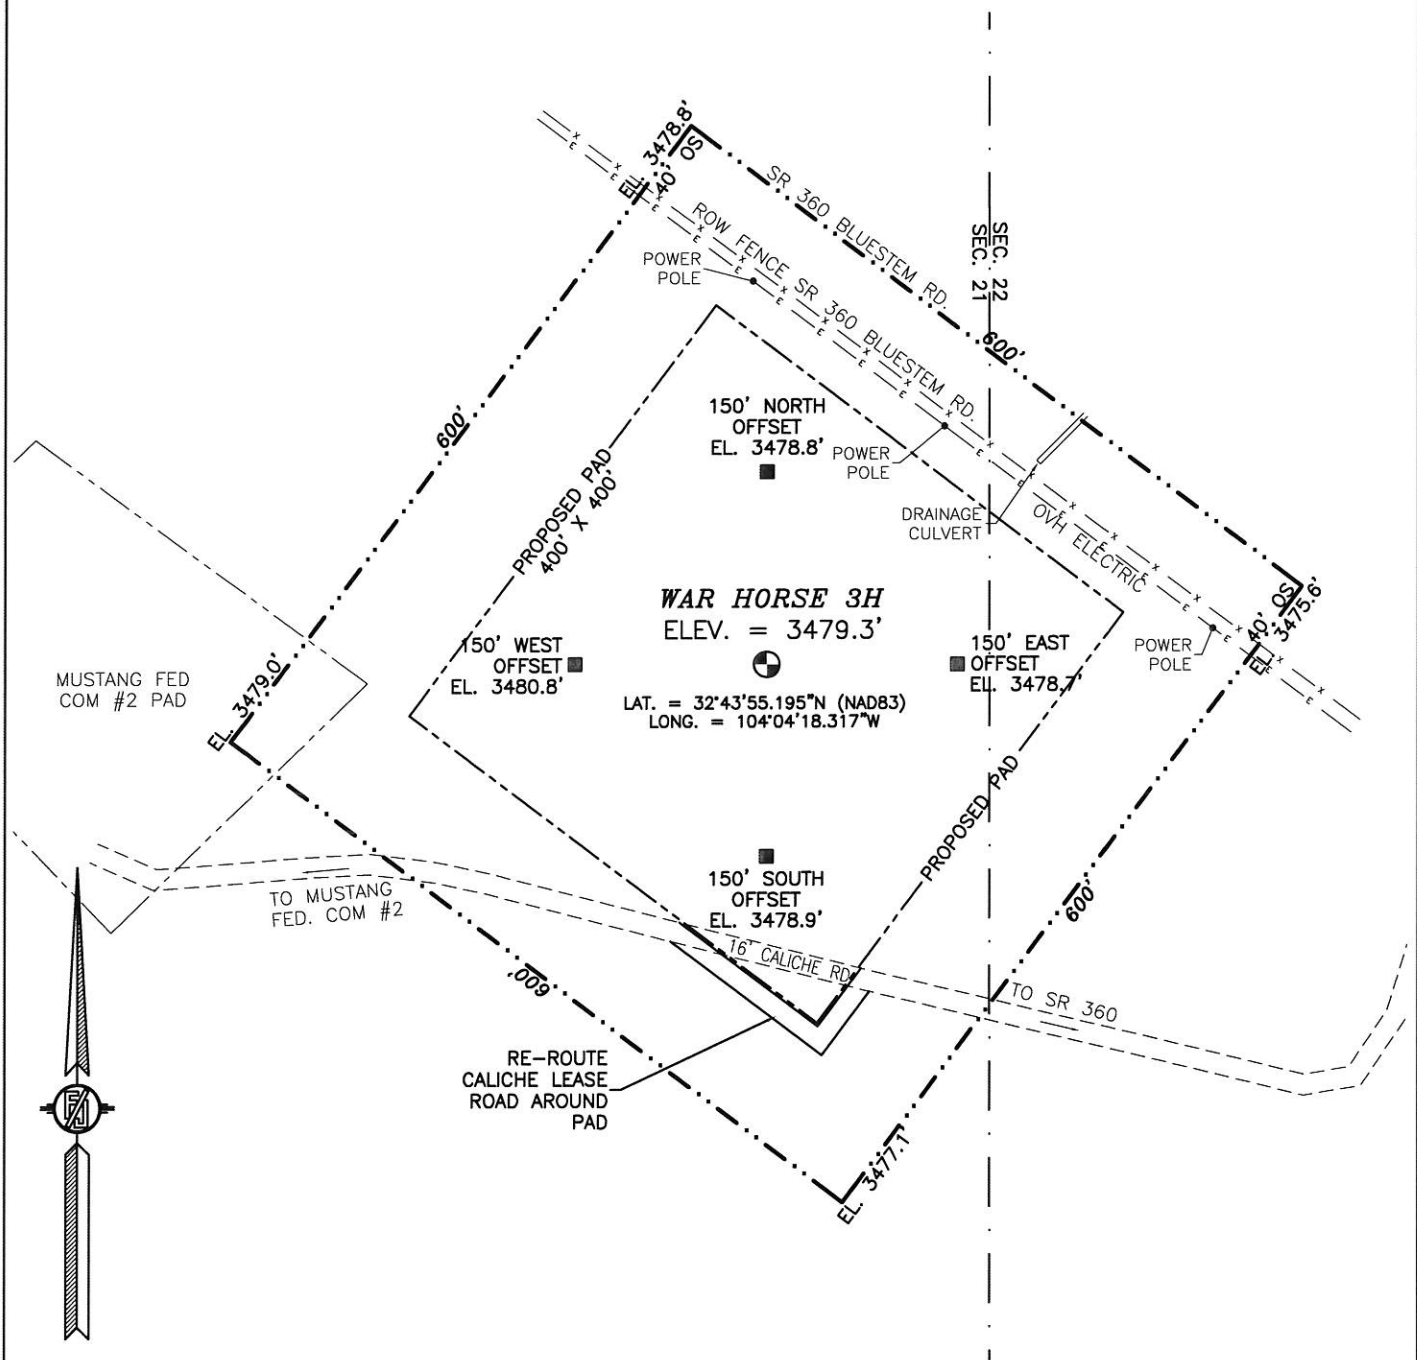 EL. 3478.8'
40' OS
SR 360 BLUESTEM RD.
SEC. 22
SEC. 21
ROW FENCE SR 360 BLUESTEM RD.
POWER
POLE
600'
600'
150' NORTH
OFFSET
EL. 3478.8'
POWER
POLE
PROPOSED PAD
400' X 400'
DRAINAGE
CULVERT
OVH ELECTRIC
WAR HORSE 3H
ELEV. = 3479.3'
40' OS
EL. 3475.6'
150' WEST
OFFSET
EL. 3480.8'
150' EAST
OFFSET
EL. 3478.7'
POWER
POLE
MUSTANG FED
COM #2 PAD
EL. 3479.0'
LAT. = 32°43'55.195"N (NAD83)
LONG. = 104°04'18.317"W
PROPOSED PAD
150' SOUTH
OFFSET
EL. 3478.9'
TO MUSTANG
FED. COM #2
600'
16' CALICHE RD
600'
TO SR 360
RE-ROUTE
CALICHE LEASE
ROAD AROUND
PAD
EL. 3477.1'